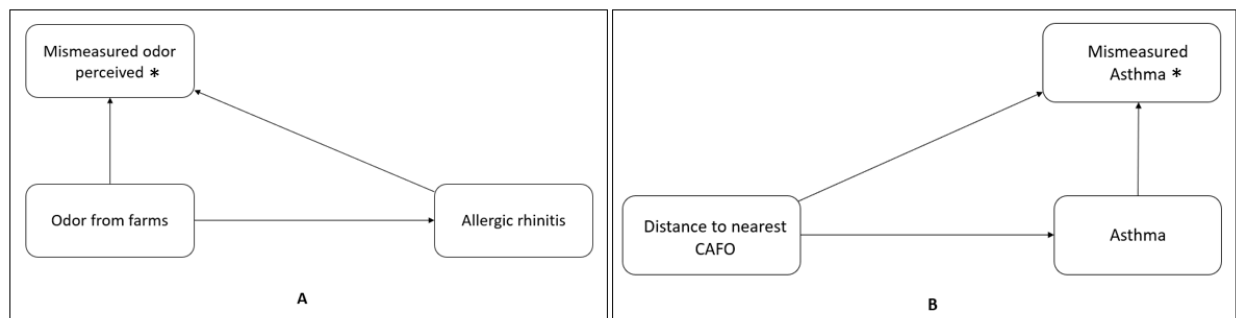 Mismeasured odor
perceived *
Odor from farms
Allergic rhinitis
A
Mismeasured
Asthma *
Distance to nearest
CAFO
Asthma
B